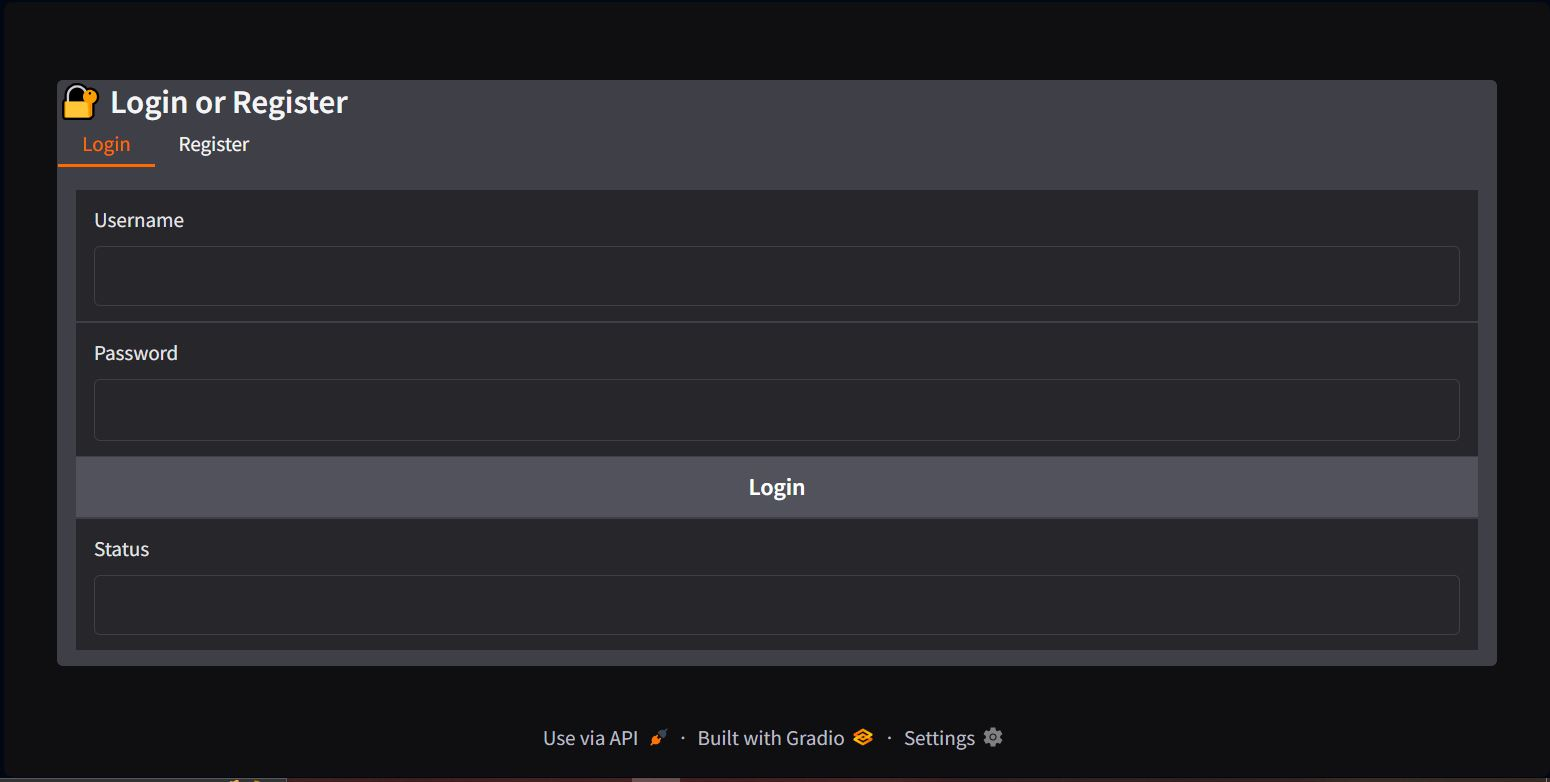 Login or Register
Login Register
Username
Password
Login
Status
Use via API · Built with Gradio · Settings